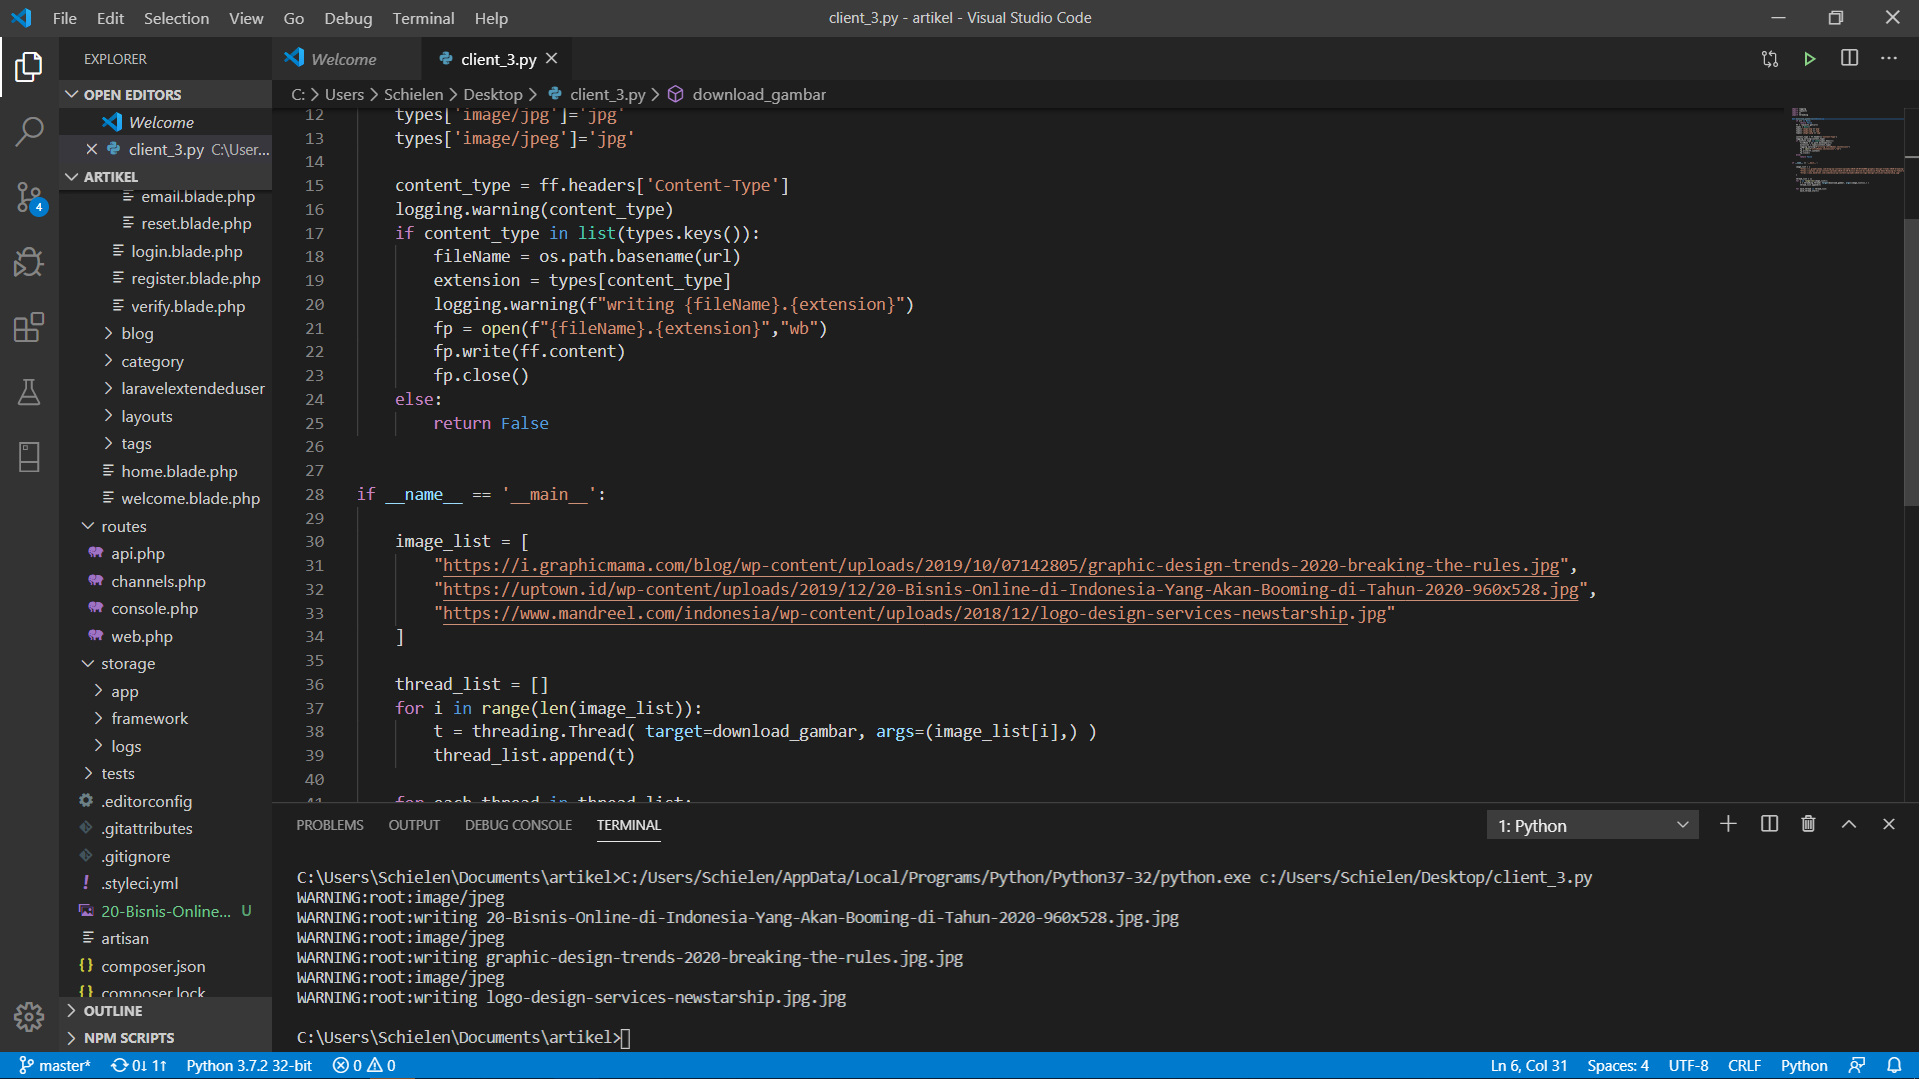 File Edit Selection View Go Debug Terminal Help
client_3.py - artikel - Visual Studio Code
EXPLORER
Welcome
client_3.py
OPEN EDITORS
Welcome
client_3.py C:\User...
ARTIKEL
email.blade.php
reset.blade.php
login.blade.php
register.blade.php
verify.blade.php
blog
category
laravelextendeduser
layouts
tags
home.blade.php
welcome.blade.php
routes
api.php
channels.php
console.php
web.php
storage
app
framework
logs
tests
.editorconfig
.gitattributes
.gitignore
.styleci.yml
20-Bisnis-Online... U
artisan
composer.json
composer.lock
OUTLINE
NPM SCRIPTS
4
C: > Users > Schielen > Desktop > client_3.py > download_gambar
12 types['image/jpg']='jpg'
13 types['image/jpeg']='jpg'
14
15 content_type = ff.headers['Content-Type']
16 logging.warning(content_type)
17 if content_type in list(types.keys()):
18 fileName = os.path.basename(url)
19 extension = types[content_type]
20 logging.warning(f"writing {fileName}.{extension}")
21 fp = open(f"{fileName}.{extension}","wb")
22 fp.write(ff.content)
23 fp.close()
24 else:
25 return False
26
27
28 if __name__ == '__main__':
29
30 image_list = [
31 "https://i.graphicmama.com/blog/wp-content/uploads/2019/10/07142805/graphic-design-trends-2020-breaking-the-rules.jpg",
32 "https://uptown.id/wp-content/uploads/2019/12/20-Bisnis-Online-di-Indonesia-Yang-Akan-Booming-di-Tahun-2020-960x528.jpg",
33 "https://www.mandreel.com/indonesia/wp-content/uploads/2018/12/logo-design-services-newstarship.jpg"
34 ]
35
36 thread_list = []
37 for i in range(len(image_list)):
38 t = threading.Thread( target=download_gambar, args=(image_list[i],) )
39 thread_list.append(t)
40
41 for each_thread in thread_list:
PROBLEMS OUTPUT DEBUG CONSOLE TERMINAL
1: Python
C:\Users\Schielen\Documents\artikel>C:/Users/Schielen/AppData/Local/Programs/Python/Python37-32/python.exe c:/Users/Schielen/Desktop/client_3.py
WARNING:root:image/jpeg
WARNING:root:writing 20-Bisnis-Online-di-Indonesia-Yang-Akan-Booming-di-Tahun-2020-960x528.jpg.jpg
WARNING:root:image/jpeg
WARNING:root:writing graphic-design-trends-2020-breaking-the-rules.jpg.jpg
WARNING:root:image/jpeg
WARNING:root:writing logo-design-services-newstarship.jpg.jpg
C:\Users\Schielen\Documents\artikel>
master* 0↓ 1↑ Python 3.7.2 32-bit 0 0
Ln 6, Col 31 Spaces: 4 UTF-8 CRLF Python